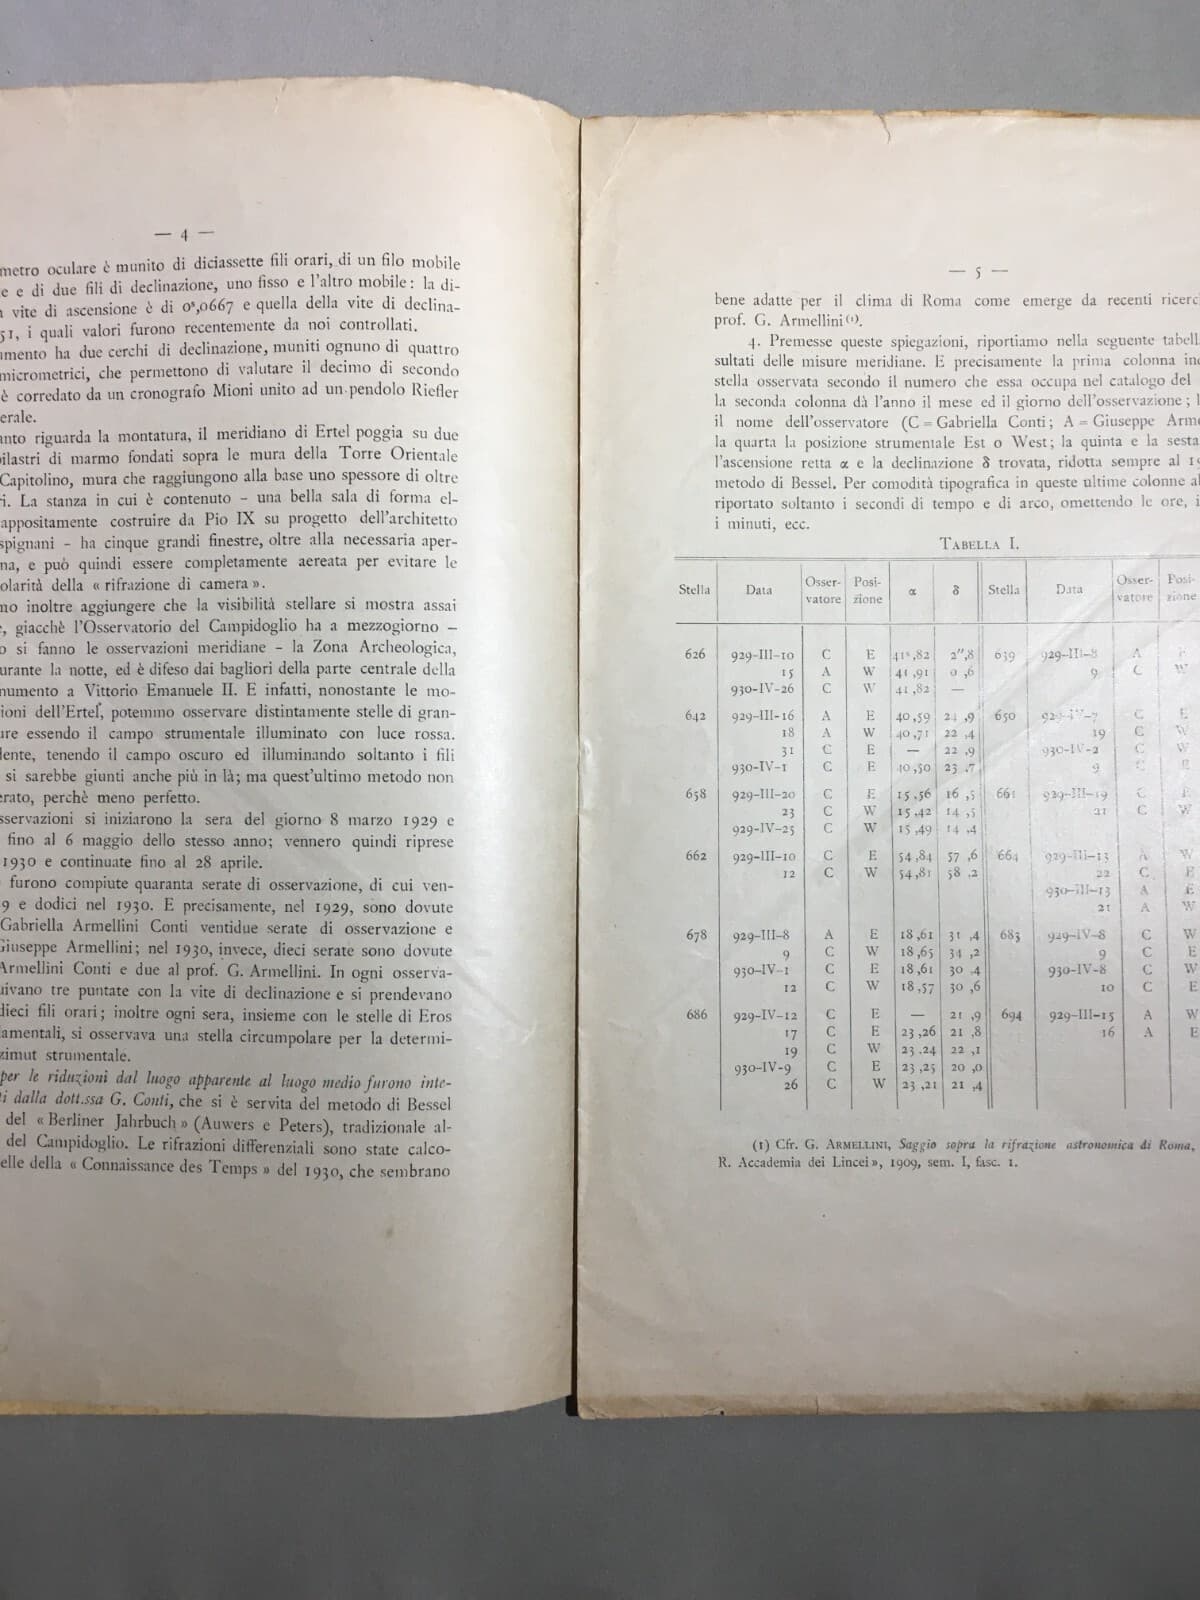 — 4 —
metro oculare è munito di diciassette fili orari, di un filo mobile
e e di due fili di declinazione, uno fisso e l'altro mobile: la di-
vite di ascensione è di 0ˢ,0667 e quella della vite di declina-
51, i quali valori furono recentemente da noi controllati.
umento ha due cerchi di declinazione, muniti ognuno di quattro
micrometrici, che permettono di valutare il decimo di secondo
è corredato da un cronografo Mioni unito ad un pendolo Riefler
erale.
anto riguarda la montatura, il meridiano di Ertel poggia su due
pilastri di marmo fondati sopra le mura della Torre Orientale
Capitolino, mura che raggiungono alla base uno spessore di oltre
ri. La stanza in cui è contenuto – una bella sala di forma el-
appositamente costruire da Pio IX su progetto dell'architetto
spignani – ha cinque grandi finestre, oltre alla necessaria aper-
na, e può quindi essere completamente aereata per evitare le
olarità della « rifrazione di camera ».
mo inoltre aggiungere che la visibilità stellare si mostra assai
, giacchè l'Osservatorio del Campidoglio ha a mezzogiorno –
o si fanno le osservazioni meridiane – la Zona Archeologica,
urante la notte, ed è difeso dai bagliori della parte centrale della
numento a Vittorio Emanuele II. E infatti, nonostante le mo-
ioni dell'Ertel, potemmo osservare distintamente stelle di gran-
ure essendo il campo strumentale illuminato con luce rossa.
lente, tenendo il campo oscuro ed illuminando soltanto i fili
si sarebbe giunti anche più in là; ma quest'ultimo metodo non
erato, perchè meno perfetto.
sservazioni si iniziarono la sera del giorno 8 marzo 1929 e
fino al 6 maggio dello stesso anno; vennero quindi riprese
1930 e continuate fino al 28 aprile.
furono compiute quaranta serate di osservazione, di cui ven-
9 e dodici nel 1930. E precisamente, nel 1929, sono dovute
Gabriella Armellini Conti ventidue serate di osservazione e
Giuseppe Armellini; nel 1930, invece, dieci serate sono dovute
Armellini Conti e due al prof. G. Armellini. In ogni osserva-
uivano tre puntate con la vite di declinazione e si prendevano
dieci fili orari; inoltre ogni sera, insieme con le stelle di Eros
amentali, si osservava una stella circumpolare per la determi-
zimut strumentale.
per le riduzioni dal luogo apparente al luogo medio furono inte-
ti dalla dott.ssa G. Conti, che si è servita del metodo di Bessel
del « Berliner Jahrbuch » (Auwers e Peters), tradizionale al-
del Campidoglio. Le rifrazioni differenziali sono state calco-
elle della « Connaissance des Temps » del 1930, che sembrano
— 5 —
bene adatte per il clima di Roma come emerge da recenti ricerc
prof. G. Armellini (1).
4. Premesse queste spiegazioni, riportiamo nella seguente tabell
sultati delle misure meridiane. E precisamente la prima colonna in
stella osservata secondo il numero che essa occupa nel catalogo del
la seconda colonna dà l'anno il mese ed il giorno dell'osservazione; l
il nome dell'osservatore (C = Gabriella Conti; A = Giuseppe Arm
la quarta la posizione strumentale Est o West; la quinta e la sesta
l'ascensione retta α e la declinazione δ trovata, ridotta sempre al 19
metodo di Bessel. Per comodità tipografica in queste ultime colonne a
riportato soltanto i secondi di tempo e di arco, omettendo le ore, i
i minuti, ecc.
TABELLA I.
Stella Data Osser-vatore Posi-zione α δ Stella Data Osser-vatore Posi-zione
626 929-III-10 C E 41ˢ,82 2″,8 639 929-III-8 A E
15 A W 41,91 0,6 9 C W
930-IV-26 C W 41,82 —
642 929-III-16 A E 40,59 24,9 650 929-IV-7 C E
18 A W 40,71 22,4 19 C W
31 C E — 22,9 930-IV-2 C W
930-IV-1 C E 40,50 23,7 9 C E
658 929-III-20 C E 15,56 16,5 661 929-III-19 C E
23 C W 15,42 14,5 21 C W
929-IV-25 C W 15,49 14,4
662 929-III-10 C E 54,84 57,6 664 929-III-13 A W
12 C W 54,81 58,2 22 C E
930-III-13 A E
21 A W
678 929-III-8 A E 18,61 31,4 683 929-IV-8 C W
9 C W 18,65 34,2 9 C E
930-IV-1 C E 18,61 30,4 930-IV-8 C W
12 C W 18,57 30,6 10 C E
686 929-IV-12 C E — 21,9 694 929-III-15 A W
17 C E 23,26 21,8 16 A E
19 C W 23,24 22,1
930-IV-9 C E 23,25 20,0
26 C W 23,21 21,4
(1) Cfr. G. ARMELLINI, Saggio sopra la rifrazione astronomica di Roma,
R. Accademia dei Lincei», 1909, sem. I, fasc. 1.